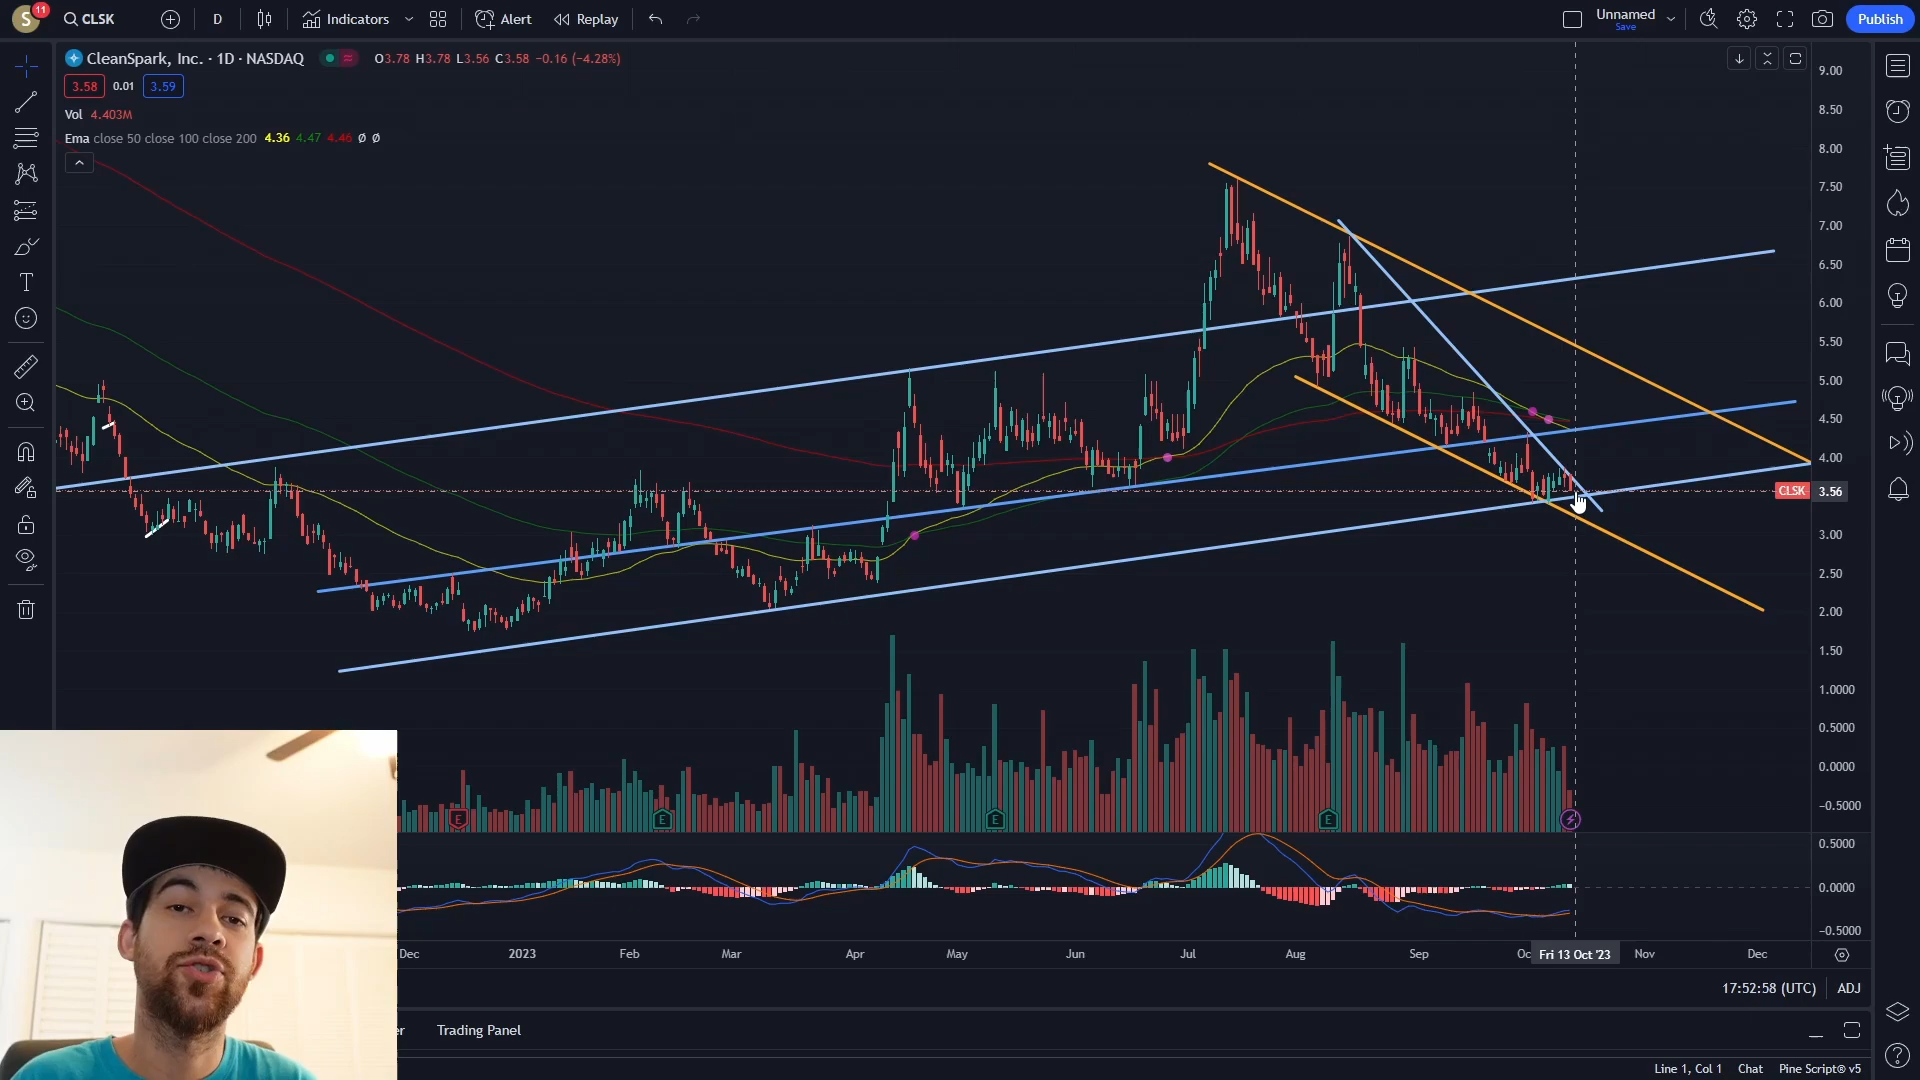 S 11 CLSK D Indicators Alert Replay Unnamed Save Publish
CleanSpark, Inc. · 1D · NASDAQ O3.78 H3.78 L3.56 C3.58 −0.16 (−4.28%)
3.58 0.01 3.59
Vol 4.403M
Ema close 50 close 100 close 200 4.36 4.47 4.46 Ø Ø
9.00
8.50
8.00
7.50
7.00
6.50
6.00
5.50
5.00
4.50
4.00
CLSK 3.56
3.00
2.50
2.00
1.50
1.0000
0.5000
0.0000
−0.5000
E E E E
0.5000
0.0000
−0.5000
Dec 2023 Feb Mar Apr May Jun Jul Aug Sep Oc Fri 13 Oct '23 Nov Dec
17:52:58 (UTC) ADJ
er Trading Panel
Line 1, Col 1 Chat Pine Script® v5